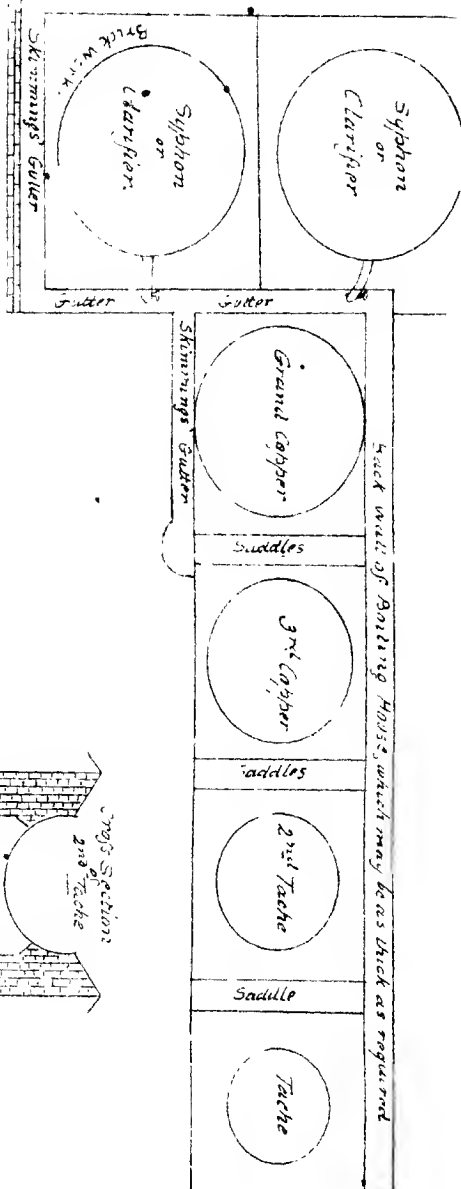 Syphon
or
Clarifier
Syphon
or
Clarifier.
Brick Work.
Skimmings Gutter
Gutter
Gutter
Skimmings Gutter
Grand Copper
Saddles
3rd Copper
Saddles
2nd Tache
Saddle
Tache
Back Wall of Boiling House, which may be as thick as required
Cross Section
of
2nd Tache